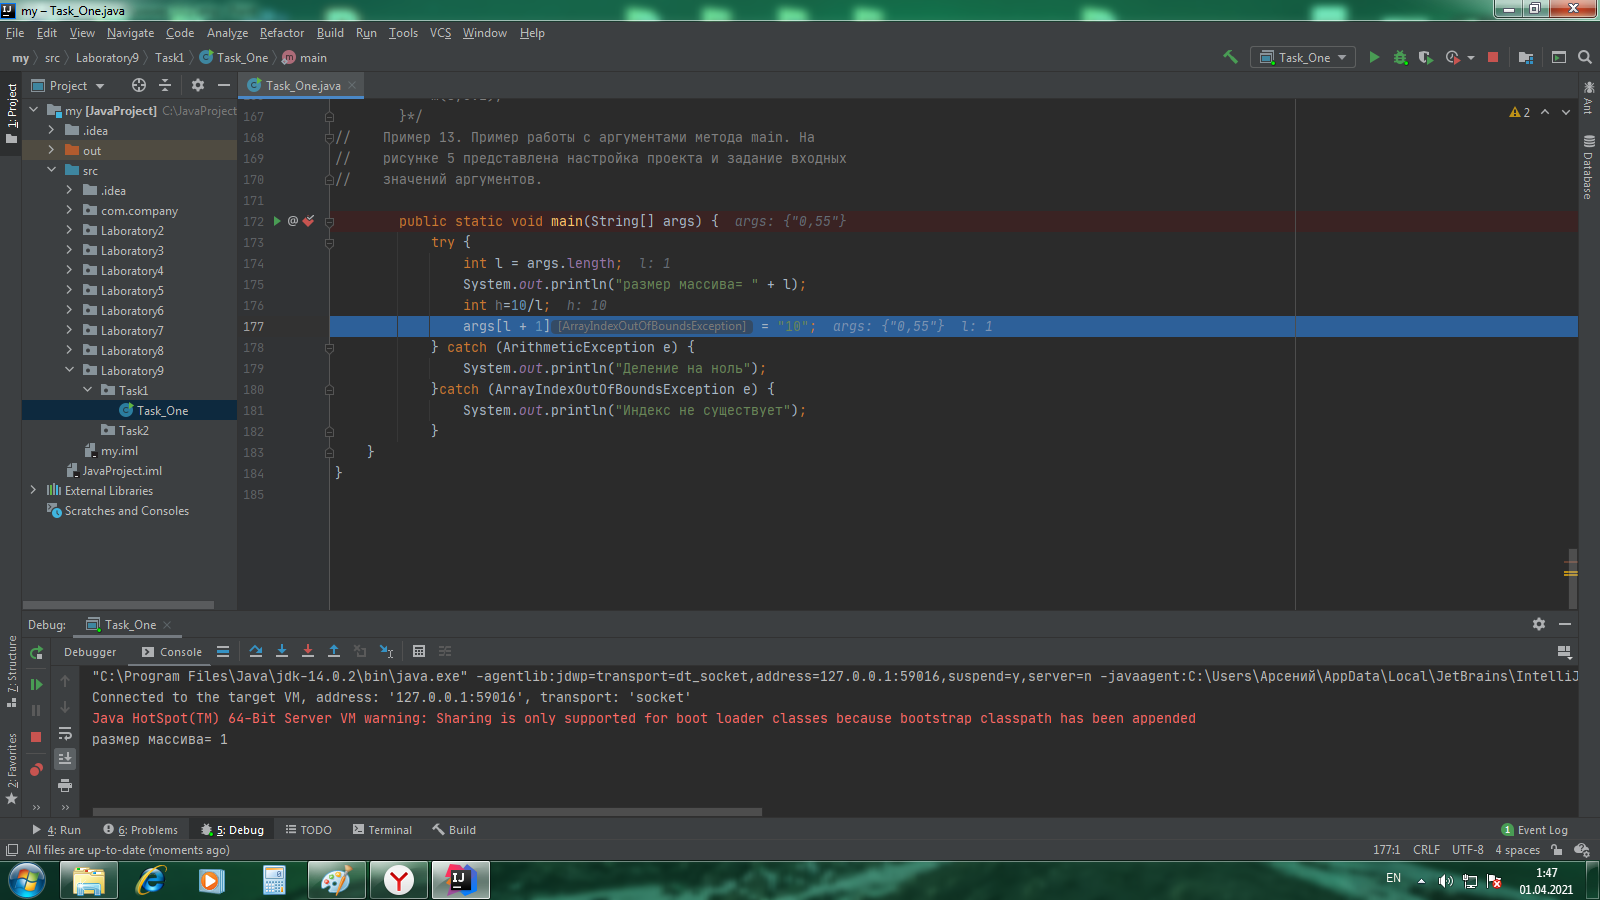 my – Task_One.java
File Edit View Navigate Code Analyze Refactor Build Run Tools VCS Window Help
my src Laboratory9 Task1 Task_One main
Task_One
Project
Task_One.java
1: Project
my [JavaProject] C:\JavaProject
.idea
out
src
.idea
com.company
Laboratory2
Laboratory3
Laboratory4
Laboratory5
Laboratory6
Laboratory7
Laboratory8
Laboratory9
Task1
Task_One
Task2
my.iml
JavaProject.iml
External Libraries
Scratches and Consoles
2
Ant
Database
167 }*/
168 // Пример 13. Пример работы с аргументами метода main. На
169 // рисунке 5 представлена настройка проекта и задание входных
170 // значений аргументов.
171
172 public static void main(String[] args) { args: {"0,55"}
173 try {
174 int l = args.length; l: 1
175 System.out.println("размер массива= " + l);
176 int h=10/l; h: 10
177 args[l + 1] [ArrayIndexOutOfBoundsException] = "10"; args: {"0,55"} l: 1
178 } catch (ArithmeticException e) {
179 System.out.println("Деление на ноль");
180 }catch (ArrayIndexOutOfBoundsException e) {
181 System.out.println("Индекс не существует");
182 }
183 }
184 }
185
Debug: Task_One
Debugger Console
7: Structure
2: Favorites
"C:\Program Files\Java\jdk-14.0.2\bin\java.exe" -agentlib:jdwp=transport=dt_socket,address=127.0.0.1:59016,suspend=y,server=n -javaagent:C:\Users\Арсений\AppData\Local\JetBrains\IntelliJ
Connected to the target VM, address: '127.0.0.1:59016', transport: 'socket'
Java HotSpot(TM) 64-Bit Server VM warning: Sharing is only supported for boot loader classes because bootstrap classpath has been appended
размер массива= 1
4: Run 6: Problems 5: Debug TODO Terminal Build 1 Event Log
All files are up-to-date (moments ago) 177:1 CRLF UTF-8 4 spaces
EN 1:47
01.04.2021